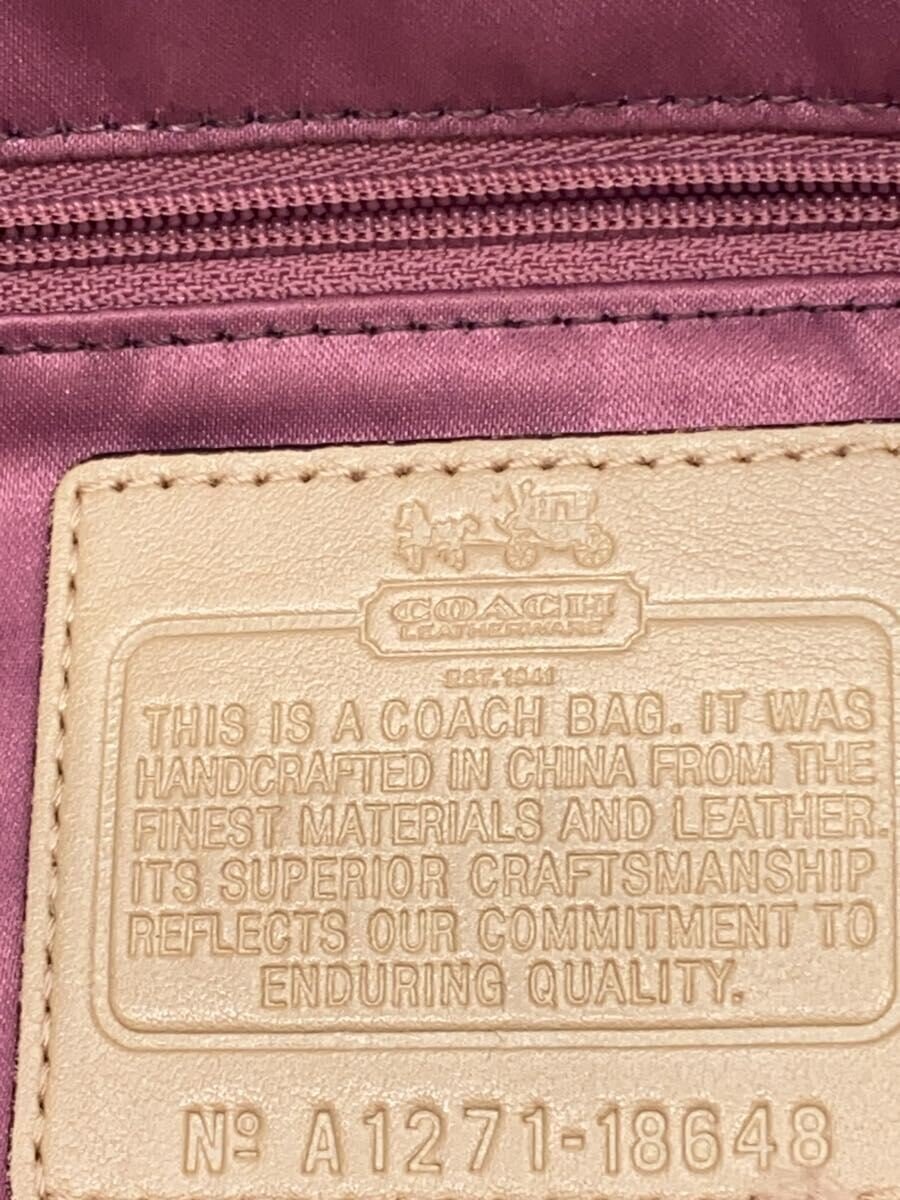 COACH
LEATHERWARE
EST. 1941
THIS IS A COACH BAG. IT WAS
HANDCRAFTED IN CHINA FROM THE
FINEST MATERIALS AND LEATHER.
ITS SUPERIOR CRAFTSMANSHIP
REFLECTS OUR COMMITMENT TO
ENDURING QUALITY.
Nº A1271-18648